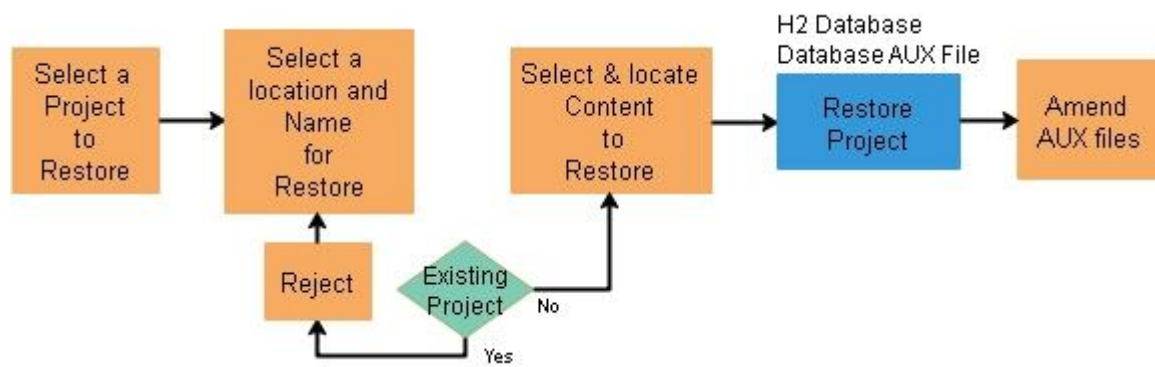 Select a
Project
to
Restore
Select a
location and
Name
for
Restore
Reject
Existing
Project
Yes
No
Select & locate
Content
to
Restore
H2 Database
Database AUX File
Restore
Project
Amend
AUX files